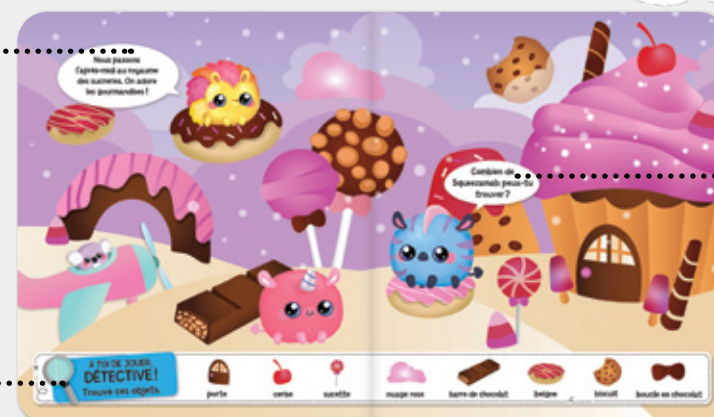 Nous passons
l'après-midi au royaume
des sucreries. On adore
les gourmandises !
Combien de
Squeezamals peux-tu
trouver?
À TOI DE JOUER,
DÉTECTIVE!
Trouve ces objets.
porte
cerise
sucette
nuage rose
barre de chocolat
beigne
biscuit
boucle en chocolat